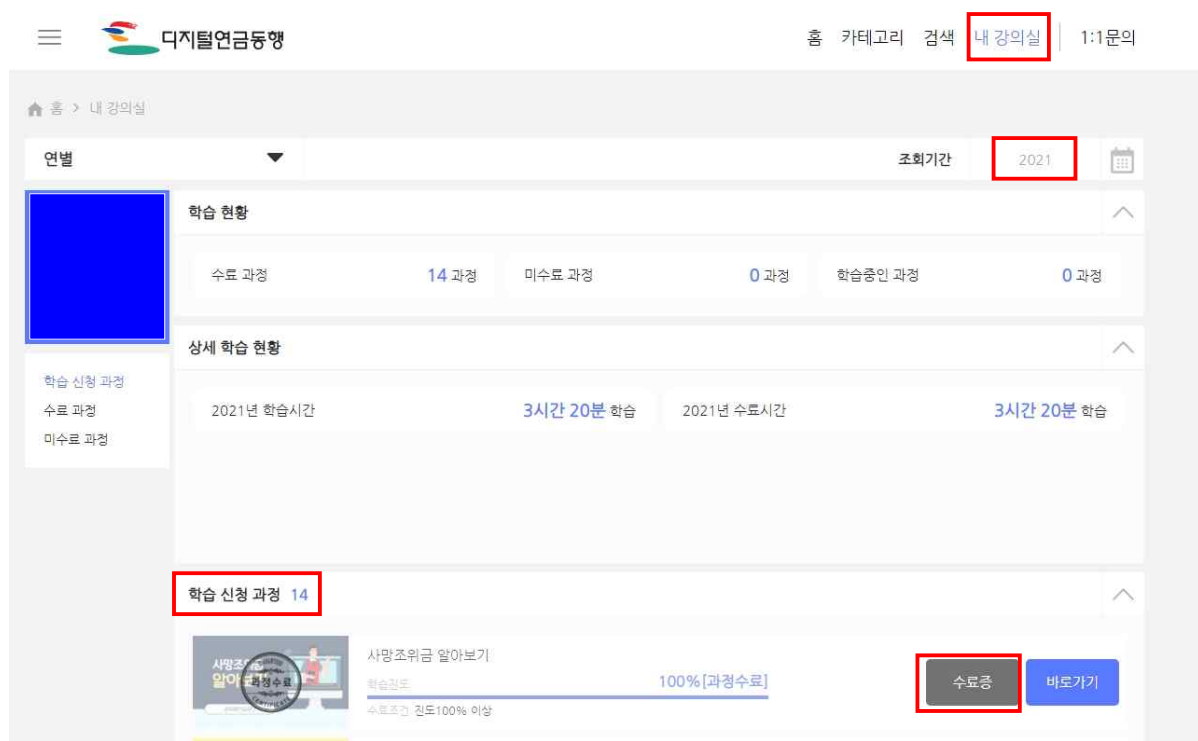 디지털연금동행
홈 카테고리 검색 내 강의실 1:1문의
홈 > 내 강의실
연별 조회기간 2021
학습 현황
수료 과정 14 과정 미수료 과정 0 과정 학습중인 과정 0 과정
상세 학습 현황
학습 신청 과정
수료 과정
미수료 과정
2021년 학습시간 3시간 20분 학습 2021년 수료시간 3시간 20분 학습
학습 신청 과정 14
사망조위금 알아보기
학습진도 100%[과정수료]
수료조건 진도100% 이상
과정수료
수료증 바로가기